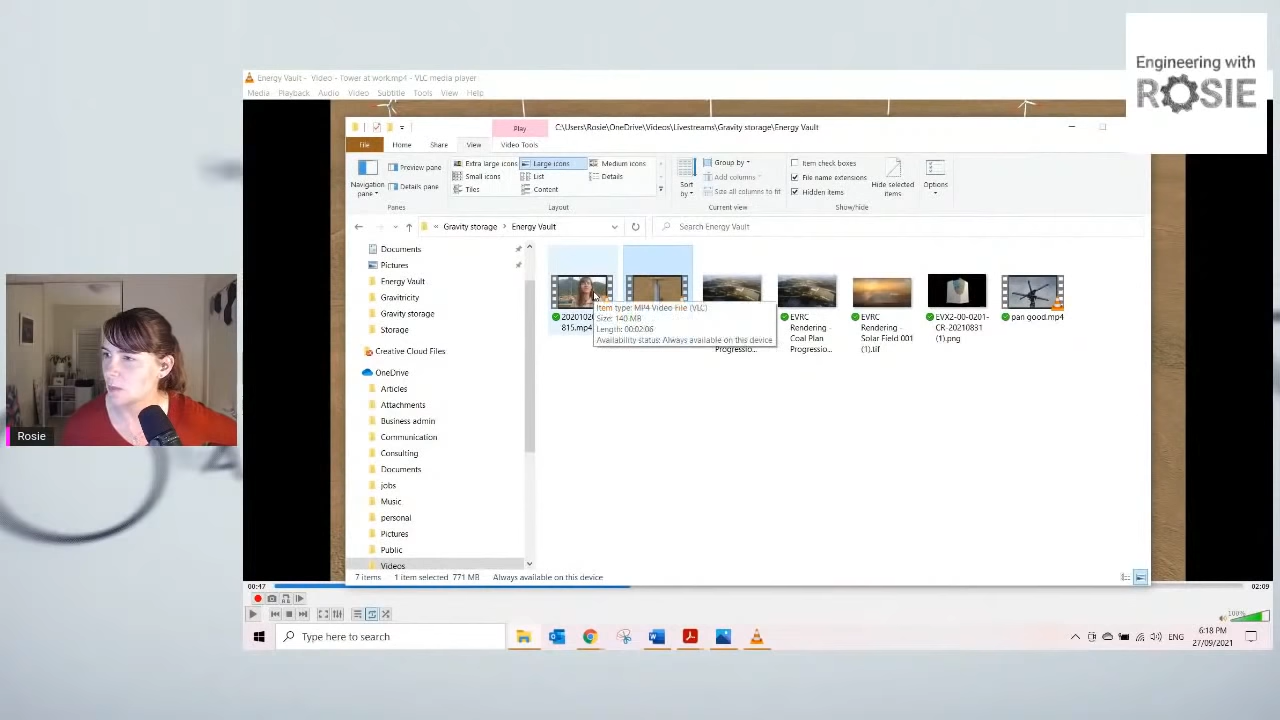 Engineering with
ROSIE
Energy Vault - Video - Tower at work.mp4 - VLC media player
Media Playback Audio Video Subtitle Tools View Help
Play C:\Users\Rosie\OneDrive\Videos\Livestreams\Gravity storage\Energy Vault
File Home Share View Video Tools
Navigation pane
Preview pane
Details pane
Panes
Extra large icons Large icons Medium icons
Small icons List Details
Tiles Content
Layout
Sort by
Group by
Add columns
Size all columns to fit
Current view
Item check boxes
File name extensions
Hidden items
Hide selected items
Options
Show/hide
Gravity storage > Energy Vault
Search Energy Vault
Documents
Pictures
Energy Vault
Gravitricity
Gravity storage
Storage
Creative Cloud Files
OneDrive
Articles
Attachments
Business admin
Communication
Consulting
Documents
jobs
Music
personal
Pictures
Public
Videos
815.mp4
Item type: MP4 Video File (VLC)
Size: 140 MB
Length: 00:02:06
Availability status: Always available on this device
Progressio...
EVRC
Rendering -
Coal Plan
Progressio...
EVRC
Rendering -
Solar Field 001
(1).tif
EVX2-00-0201-
CR-20210831
(1).png
pan good.mp4
7 items 1 item selected 771 MB Always available on this device
00:47
02:09
100%
Type here to search
ENG
6:18 PM
27/09/2021
Rosie